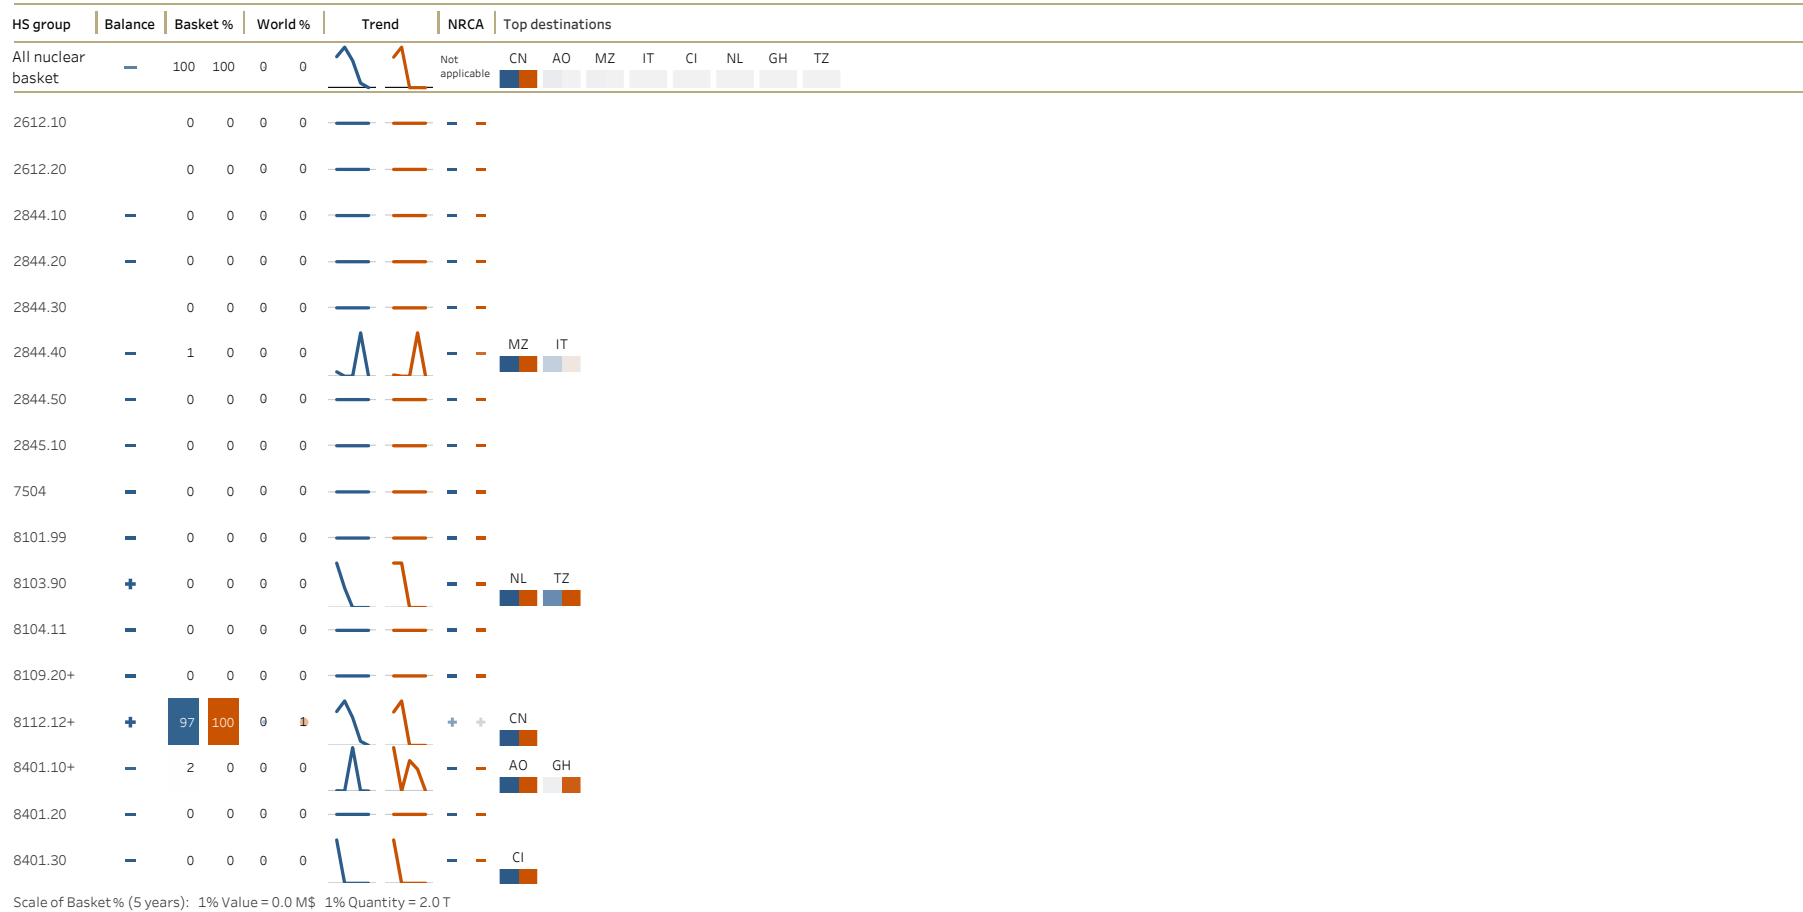 HS group Balance Basket % World % Trend NRCA Top destinations
All nuclear basket 100 100 0 0 Not applicable CN AO MZ IT CI NL GH TZ
2612.10 0 0 0 0
2612.20 0 0 0 0
2844.10 0 0 0 0
2844.20 0 0 0 0
2844.30 0 0 0 0
2844.40 1 0 0 0 MZ IT
2844.50 0 0 0 0
2845.10 0 0 0 0
7504 0 0 0 0
8101.99 0 0 0 0
8103.90 0 0 0 0 NL TZ
8104.11 0 0 0 0
8109.20+ 0 0 0 0
8112.12+ 97 100 0 1 CN
8401.10+ 2 0 0 0 AO GH
8401.20 0 0 0 0
8401.30 0 0 0 0 CI
Scale of Basket% (5 years): 1% Value = 0.0 M$ 1% Quantity = 2.0 T